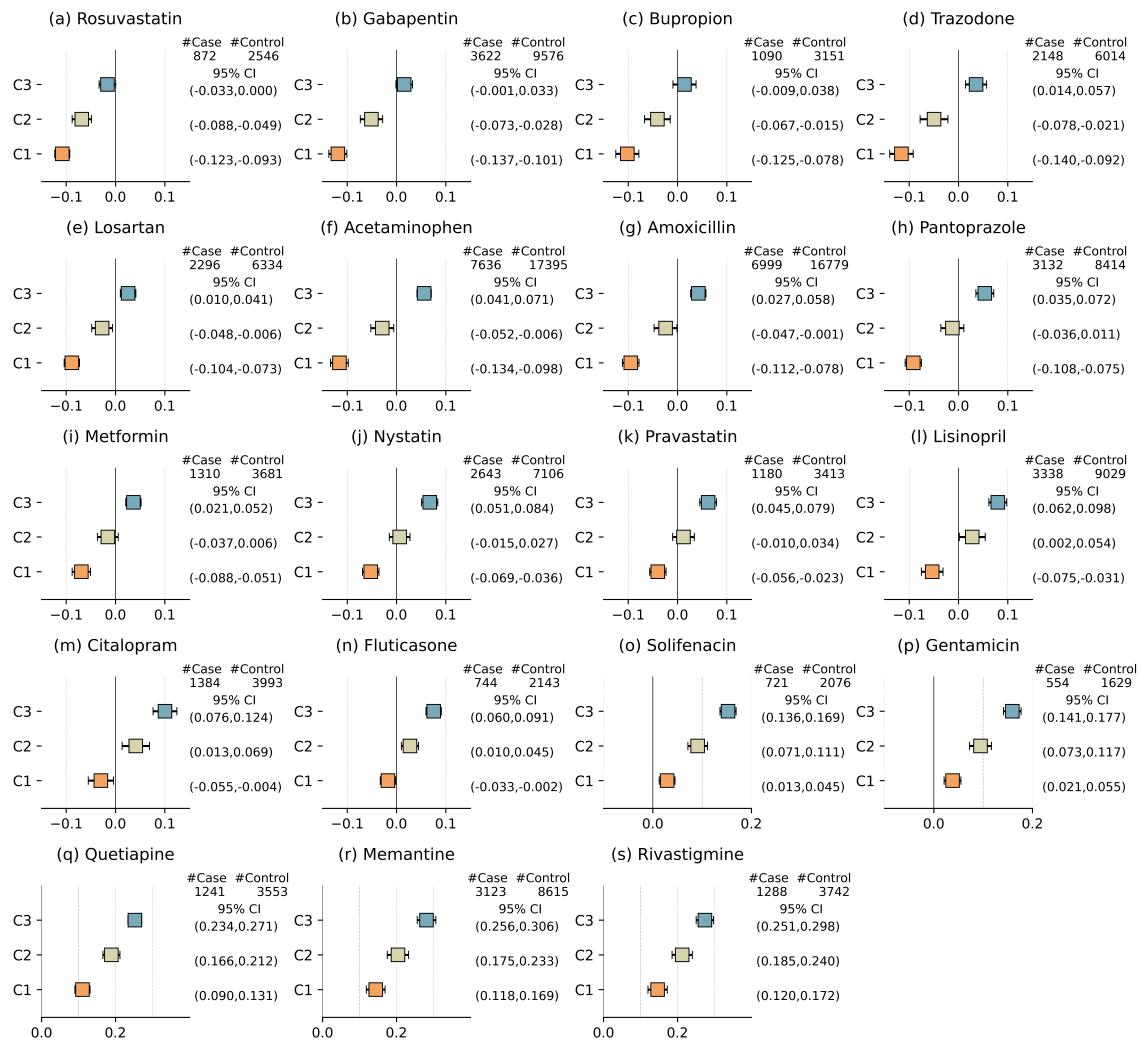 (a) Rosuvastatin
#Case #Control
872 2546
95% CI
C3 (-0.033,0.000)
C2 (-0.088,-0.049)
C1 (-0.123,-0.093)
−0.1 0.0 0.1
(b) Gabapentin
#Case #Control
3622 9576
95% CI
C3 (-0.001,0.033)
C2 (-0.073,-0.028)
C1 (-0.137,-0.101)
−0.1 0.0 0.1
(c) Bupropion
#Case #Control
1090 3151
95% CI
C3 (-0.009,0.038)
C2 (-0.067,-0.015)
C1 (-0.125,-0.078)
−0.1 0.0 0.1
(d) Trazodone
#Case #Control
2148 6014
95% CI
C3 (0.014,0.057)
C2 (-0.078,-0.021)
C1 (-0.140,-0.092)
−0.1 0.0 0.1
(e) Losartan
#Case #Control
2296 6334
95% CI
C3 (0.010,0.041)
C2 (-0.048,-0.006)
C1 (-0.104,-0.073)
−0.1 0.0 0.1
(f) Acetaminophen
#Case #Control
7636 17395
95% CI
C3 (0.041,0.071)
C2 (-0.052,-0.006)
C1 (-0.134,-0.098)
−0.1 0.0 0.1
(g) Amoxicillin
#Case #Control
6999 16779
95% CI
C3 (0.027,0.058)
C2 (-0.047,-0.001)
C1 (-0.112,-0.078)
−0.1 0.0 0.1
(h) Pantoprazole
#Case #Control
3132 8414
95% CI
C3 (0.035,0.072)
C2 (-0.036,0.011)
C1 (-0.108,-0.075)
−0.1 0.0 0.1
(i) Metformin
#Case #Control
1310 3681
95% CI
C3 (0.021,0.052)
C2 (-0.037,0.006)
C1 (-0.088,-0.051)
−0.1 0.0 0.1
(j) Nystatin
#Case #Control
2643 7106
95% CI
C3 (0.051,0.084)
C2 (-0.015,0.027)
C1 (-0.069,-0.036)
−0.1 0.0 0.1
(k) Pravastatin
#Case #Control
1180 3413
95% CI
C3 (0.045,0.079)
C2 (-0.010,0.034)
C1 (-0.056,-0.023)
−0.1 0.0 0.1
(l) Lisinopril
#Case #Control
3338 9029
95% CI
C3 (0.062,0.098)
C2 (0.002,0.054)
C1 (-0.075,-0.031)
−0.1 0.0 0.1
(m) Citalopram
#Case #Control
1384 3993
95% CI
C3 (0.076,0.124)
C2 (0.013,0.069)
C1 (-0.055,-0.004)
−0.1 0.0 0.1
(n) Fluticasone
#Case #Control
744 2143
95% CI
C3 (0.060,0.091)
C2 (0.010,0.045)
C1 (-0.033,-0.002)
−0.1 0.0 0.1
(o) Solifenacin
#Case #Control
721 2076
95% CI
C3 (0.136,0.169)
C2 (0.071,0.111)
C1 (0.013,0.045)
0.0 0.2
(p) Gentamicin
#Case #Control
554 1629
95% CI
C3 (0.141,0.177)
C2 (0.073,0.117)
C1 (0.021,0.055)
0.0 0.2
(q) Quetiapine
#Case #Control
1241 3553
95% CI
C3 (0.234,0.271)
C2 (0.166,0.212)
C1 (0.090,0.131)
0.0 0.2
(r) Memantine
#Case #Control
3123 8615
95% CI
C3 (0.256,0.306)
C2 (0.175,0.233)
C1 (0.118,0.169)
0.0 0.2
(s) Rivastigmine
#Case #Control
1288 3742
95% CI
C3 (0.251,0.298)
C2 (0.185,0.240)
C1 (0.120,0.172)
0.0 0.2